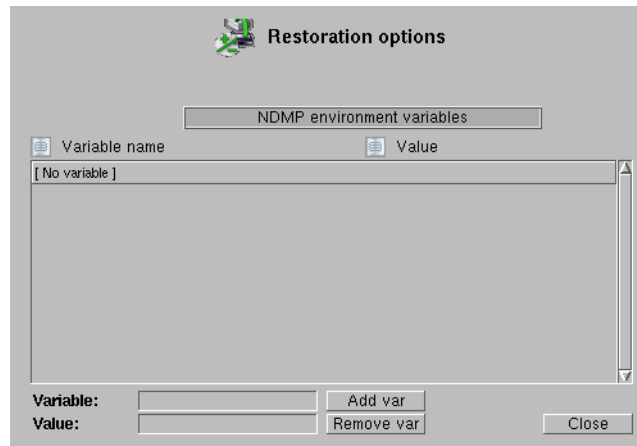 Restoration options
NDMP environment variables
Variable name Value
[ No variable ]
Variable: Add var
Value: Remove var Close